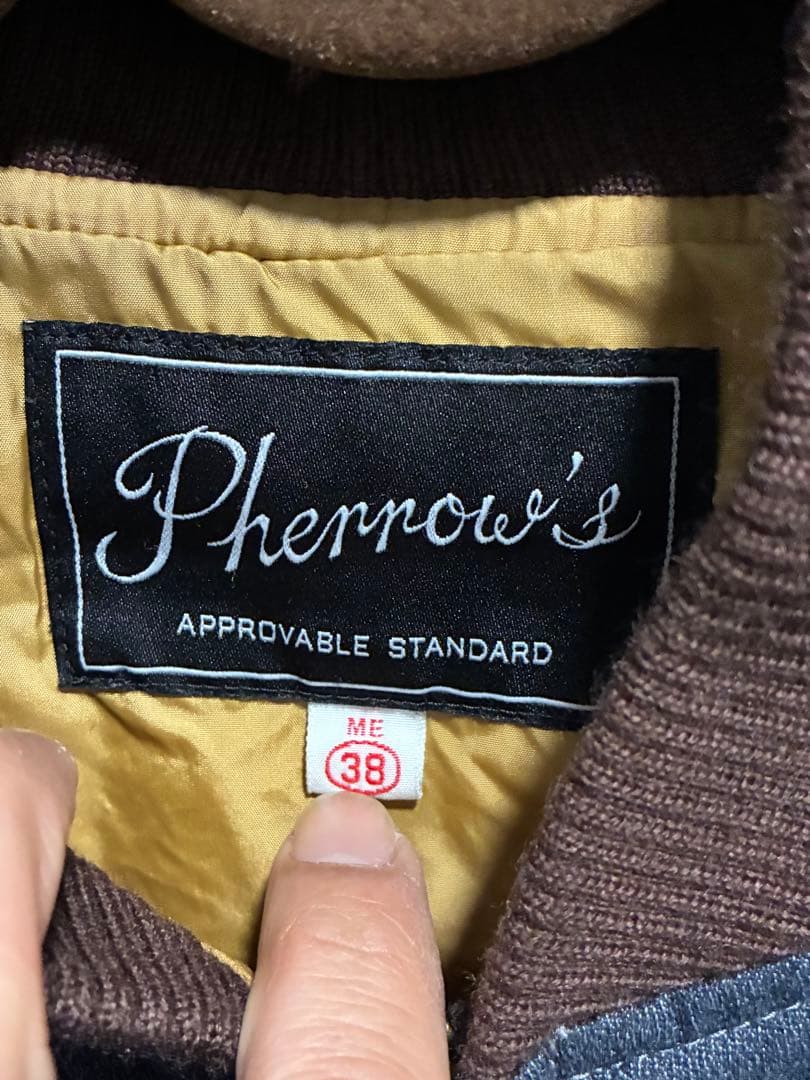 Pherrow's
APPROVABLE STANDARD
ME
38